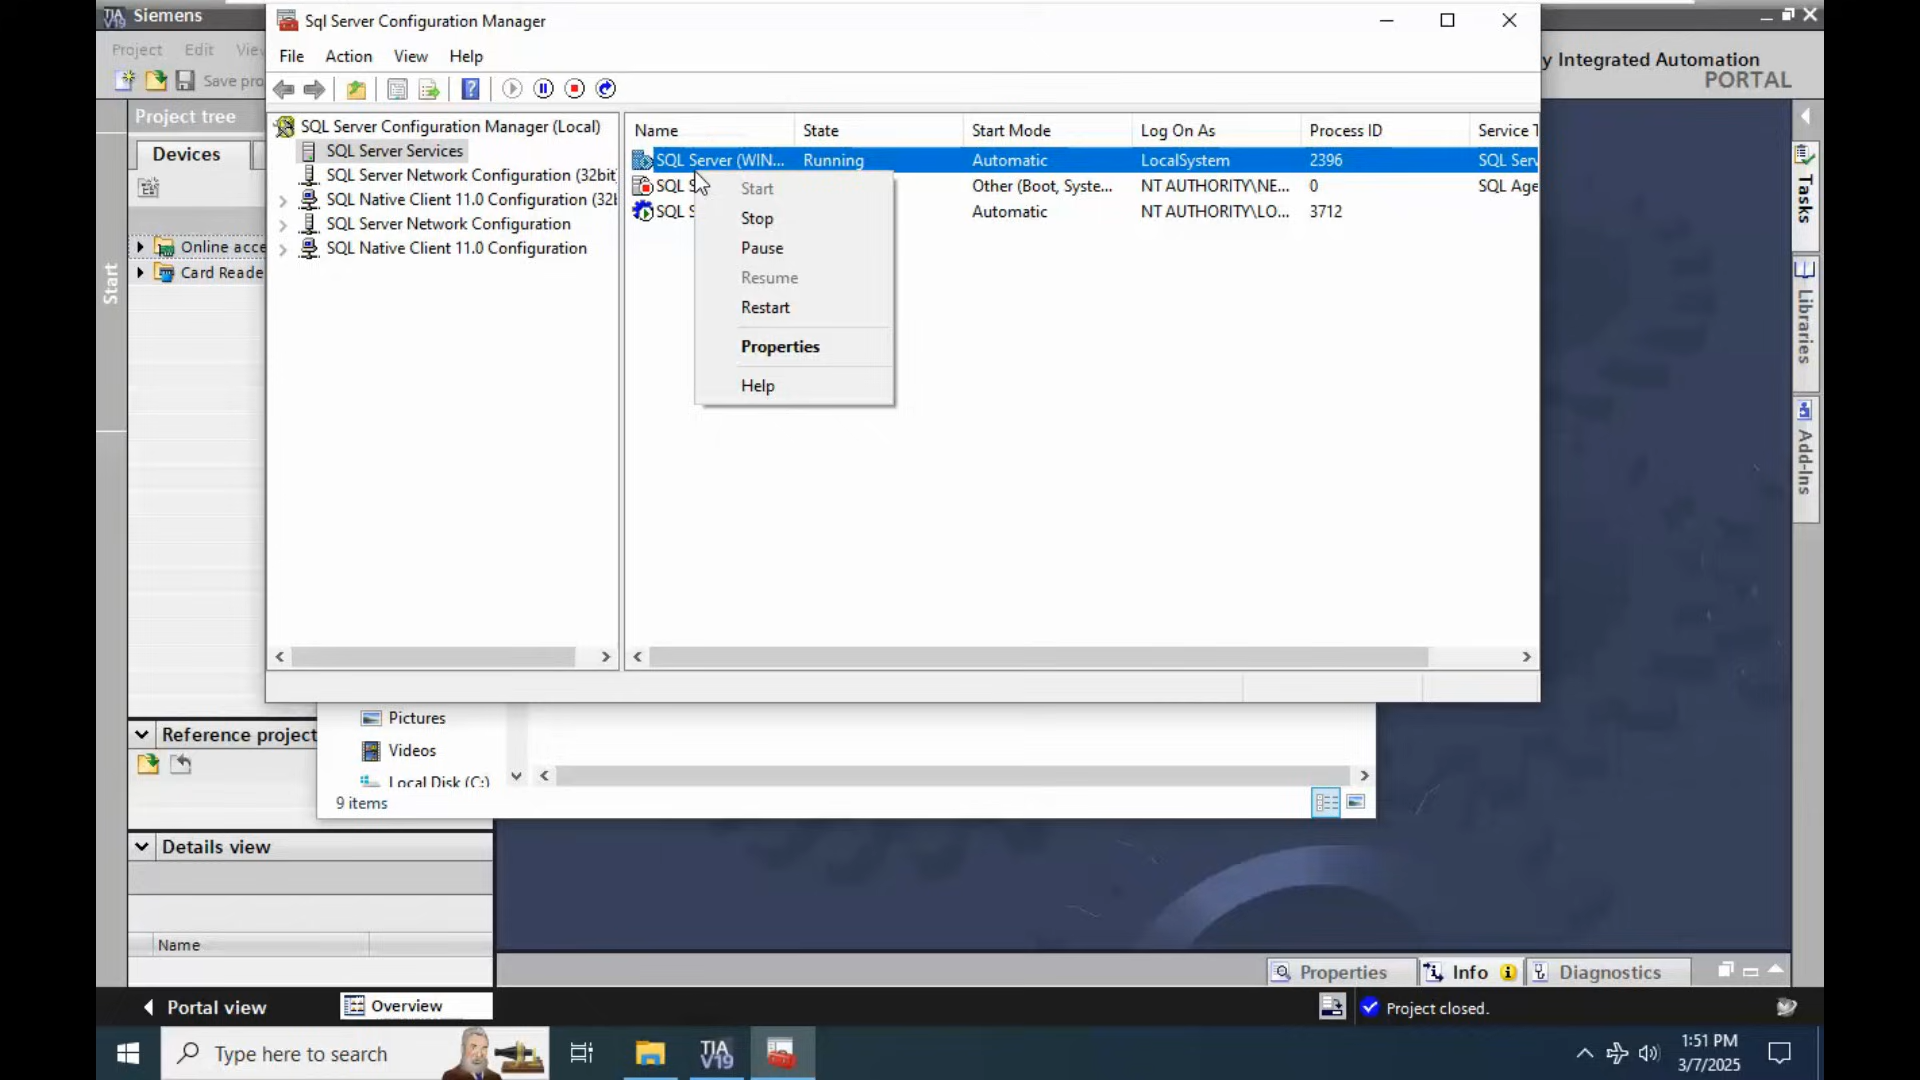 Siemens
Sql Server Configuration Manager
Project Edit
File Action View Help
y Integrated Automation
PORTAL
Save pro
Project tree
SQL Server Configuration Manager (Local)
Name State Start Mode Log On As Process ID Service T
Devices
SQL Server Services
SQL Server (WIN... Running Automatic LocalSystem 2396 SQL Serv
SQL Server Network Configuration (32bit
SQL S Other (Boot, Syste... NT AUTHORITY\NE... 0 SQL Age
Start
Tasks
SQL Native Client 11.0 Configuration (32b
SQL S Automatic NT AUTHORITY\LO... 3712
Stop
SQL Server Network Configuration
Online acce
SQL Native Client 11.0 Configuration
Pause
Card Reade
Resume
Start
Restart
Libraries
Properties
Help
Add-Ins
Pictures
Reference project
Videos
Local Disk (C:)
9 items
Details view
Name
Properties Info Diagnostics
Portal view Overview Project closed.
TIA V19
Type here to search
1:51 PM
3/7/2025